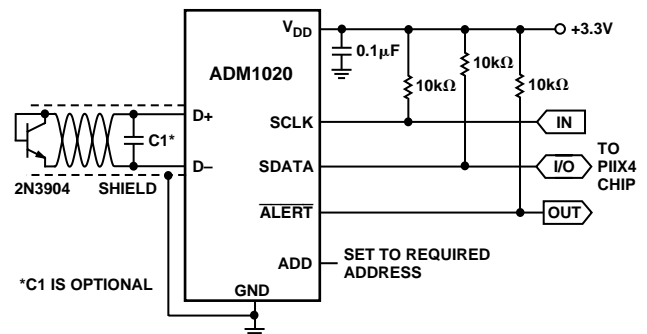 VDD
+3.3V
0.1μF
ADM1020
10kΩ
10kΩ
10kΩ
D+
C1*
SCLK
IN
D–
SDATA
I/O
TO
PIIX4
CHIP
2N3904
SHIELD
ALERT
OUT
ADD
SET TO REQUIRED
ADDRESS
*C1 IS OPTIONAL
GND